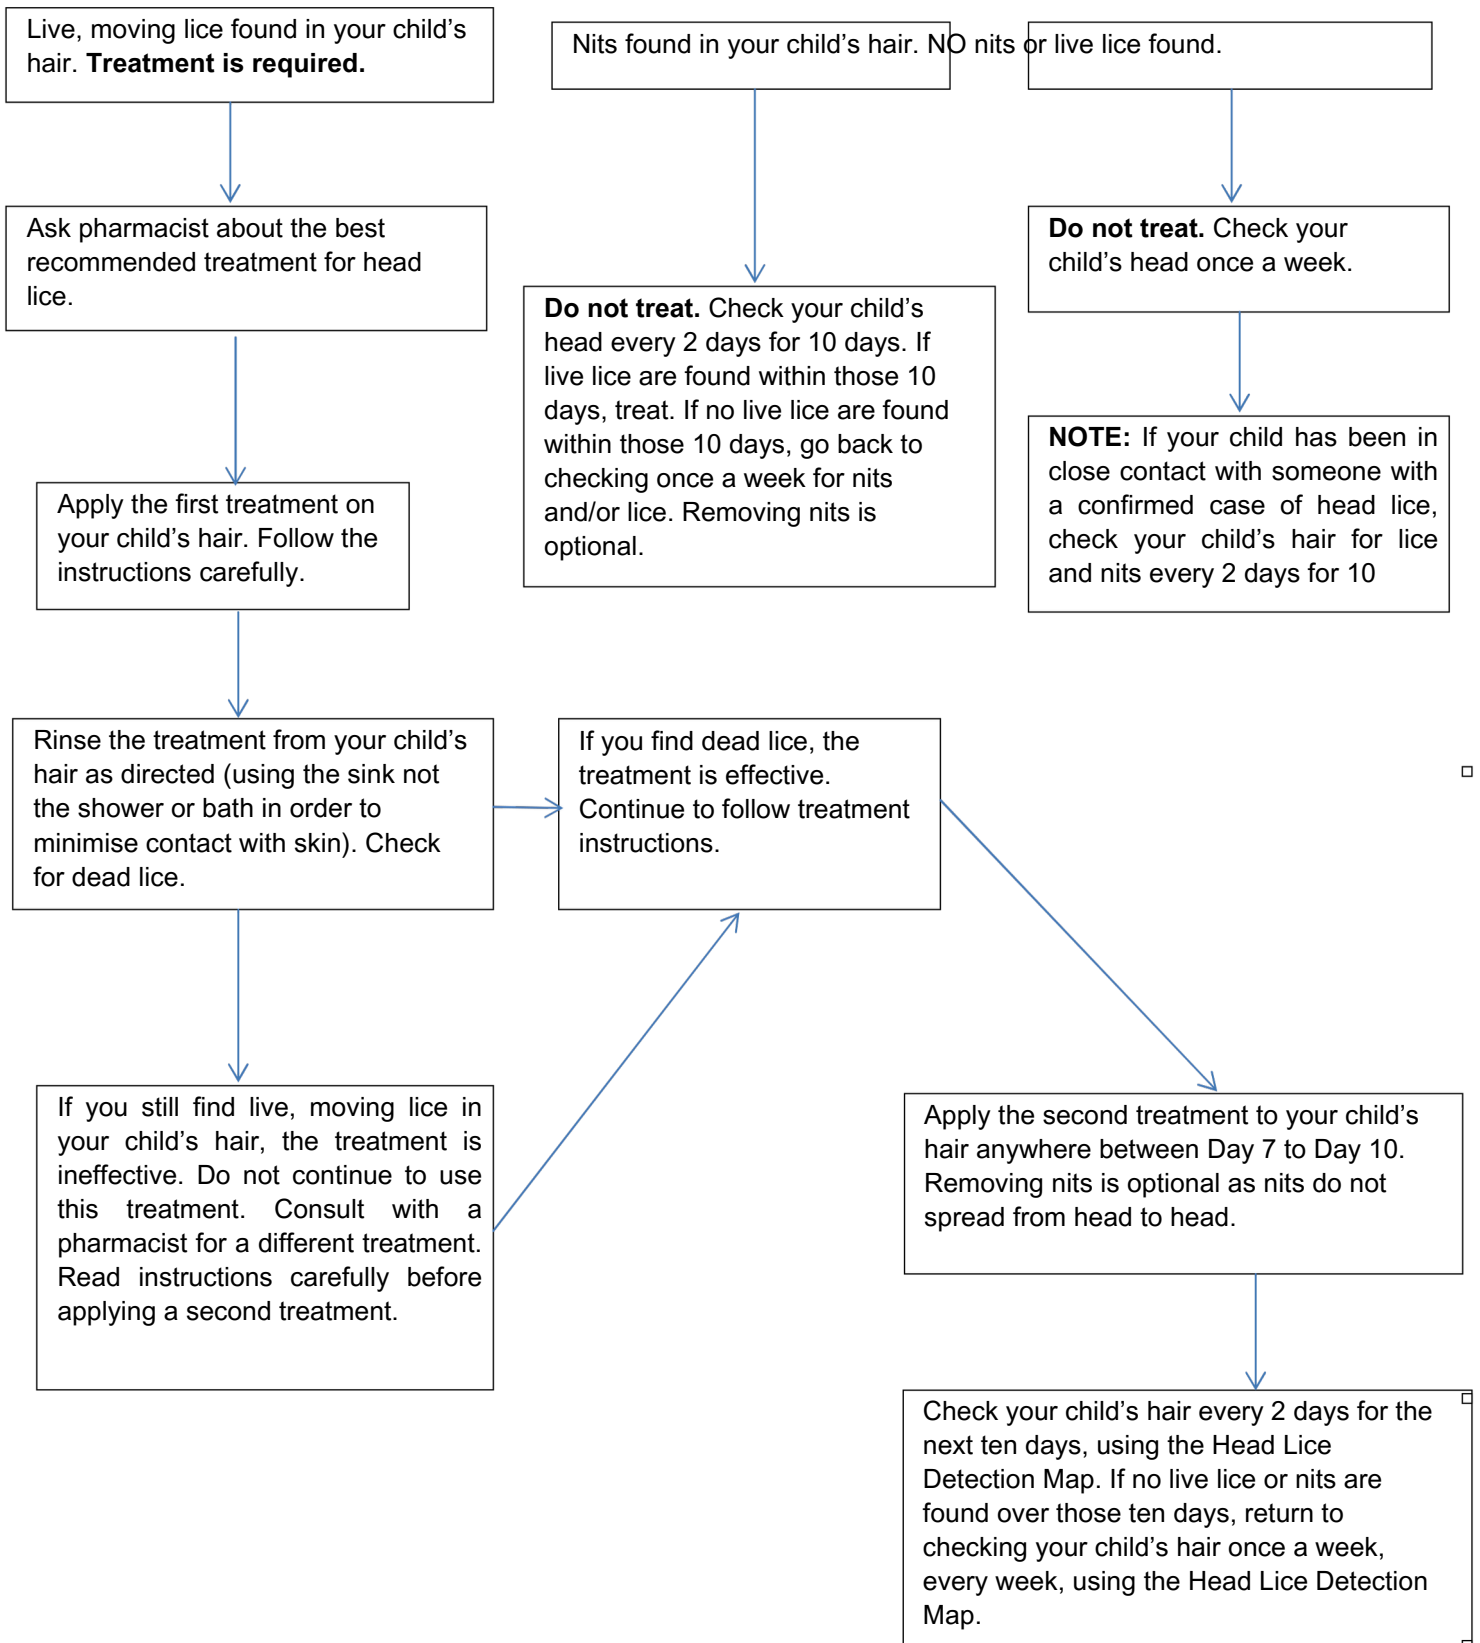 Live, moving lice found in your child’s
hair. Treatment is required.
Nits found in your child’s hair. NO nits or live lice found.
Ask pharmacist about the best
recommended treatment for head
lice.
Do not treat. Check your child’s
head every 2 days for 10 days. If
live lice are found within those 10
days, treat. If no live lice are found
within those 10 days, go back to
checking once a week for nits
and/or lice. Removing nits is
optional.
Do not treat. Check your
child’s head once a week.
NOTE: If your child has been in
close contact with someone with
a confirmed case of head lice,
check your child’s hair for lice
and nits every 2 days for 10
Apply the first treatment on
your child’s hair. Follow the
instructions carefully.
Rinse the treatment from your child’s
hair as directed (using the sink not
the shower or bath in order to
minimise contact with skin). Check
for dead lice.
If you find dead lice, the
treatment is effective.
Continue to follow treatment
instructions.
If you still find live, moving lice in
your child’s hair, the treatment is
ineffective. Do not continue to use
this treatment. Consult with a
pharmacist for a different treatment.
Read instructions carefully before
applying a second treatment.
Apply the second treatment to your child’s
hair anywhere between Day 7 to Day 10.
Removing nits is optional as nits do not
spread from head to head.
Check your child’s hair every 2 days for the
next ten days, using the Head Lice
Detection Map. If no live lice or nits are
found over those ten days, return to
checking your child’s hair once a week,
every week, using the Head Lice Detection
Map.